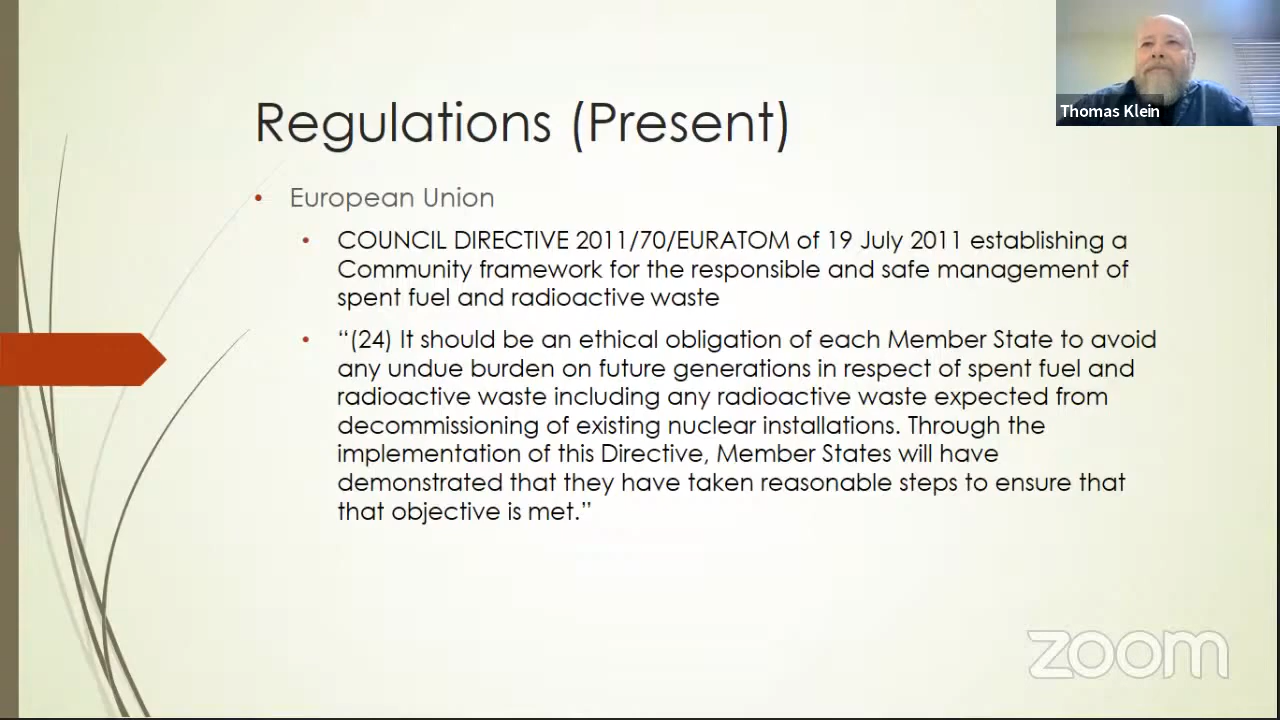 Thomas Klein
Regulations (Present)
• European Union
• COUNCIL DIRECTIVE 2011/70/EURATOM of 19 July 2011 establishing a
Community framework for the responsible and safe management of
spent fuel and radioactive waste
• “(24) It should be an ethical obligation of each Member State to avoid
any undue burden on future generations in respect of spent fuel and
radioactive waste including any radioactive waste expected from
decommissioning of existing nuclear installations. Through the
implementation of this Directive, Member States will have
demonstrated that they have taken reasonable steps to ensure that
that objective is met.”
zoom